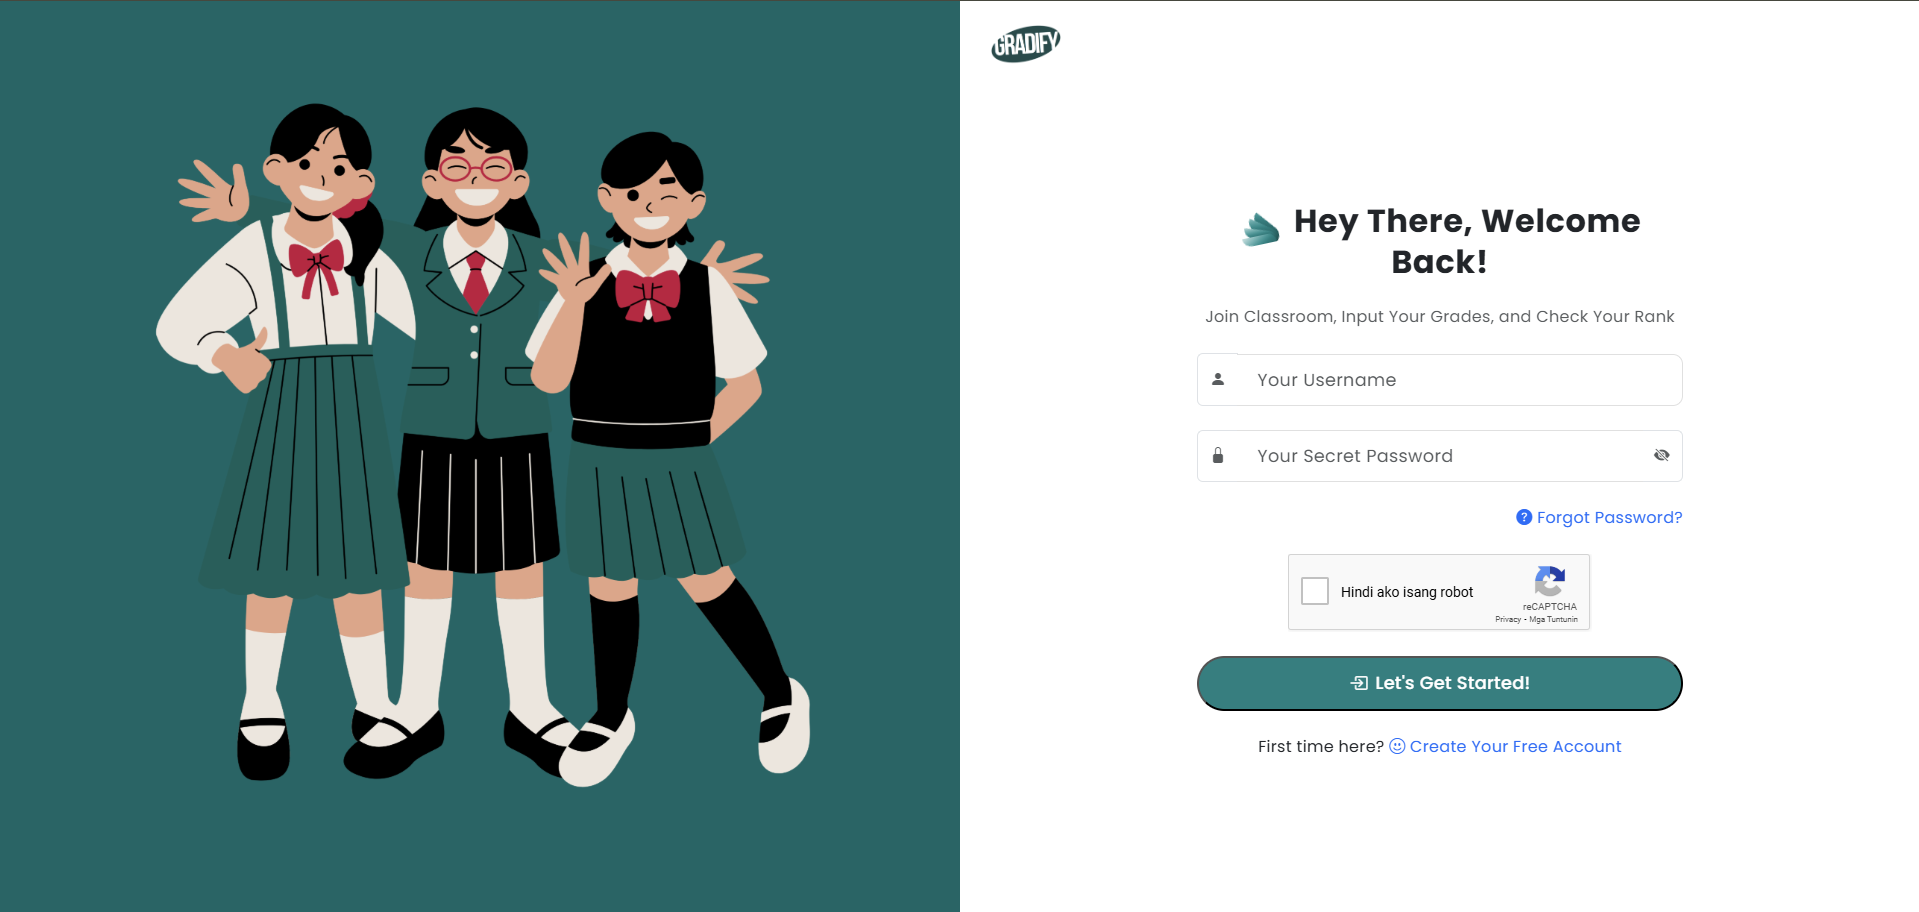 GRADIFY
Hey There, Welcome
Back!
Join Classroom, Input Your Grades, and Check Your Rank
Your Username
Your Secret Password
? Forgot Password?
Hindi ako isang robot
reCAPTCHA
Privacy - Mga Tuntunin
Let's Get Started!
First time here? Create Your Free Account